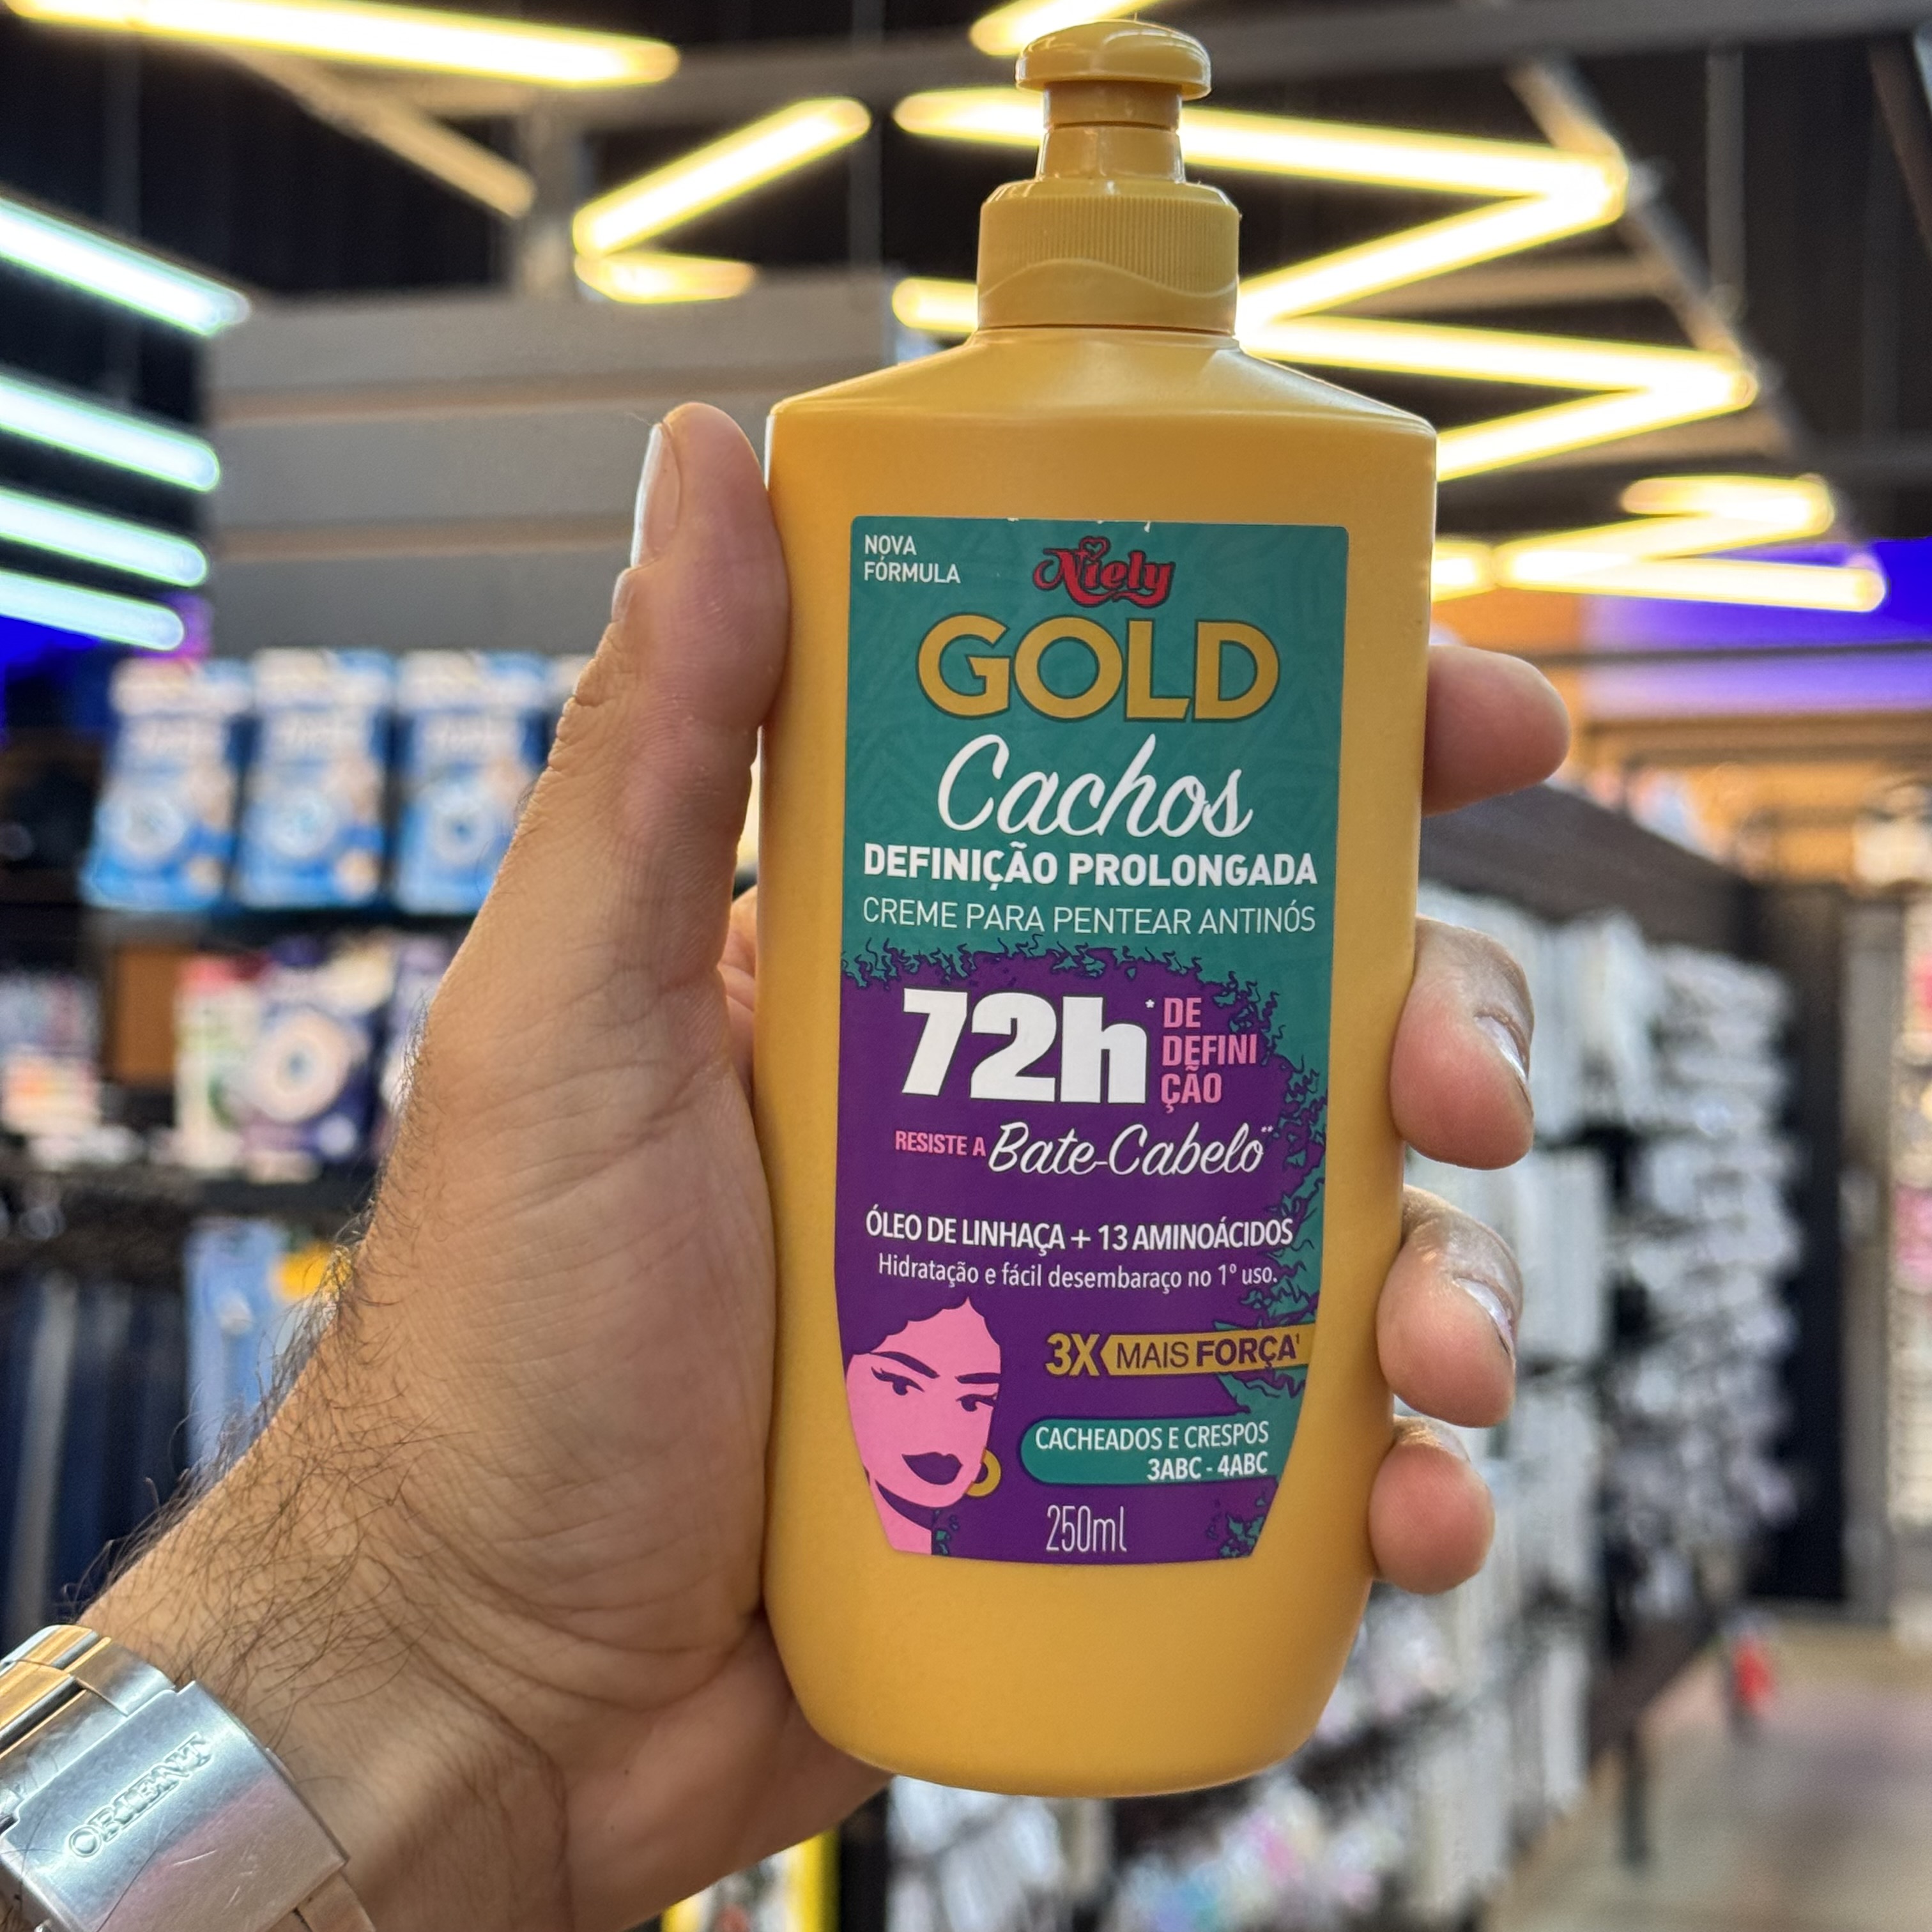 NOVA
FÓRMULA
Niely
GOLD
Cachos
DEFINIÇÃO PROLONGADA
CREME PARA PENTEAR ANTINÓS
72h* DE
DEFINI
ÇÃO
RESISTE A Bate-Cabelo**
ÓLEO DE LINHAÇA + 13 AMINOÁCIDOS
Hidratação e fácil desembaraço no 1º uso.
3X MAIS FORÇA¹
CACHEADOS E CRESPOS
3ABC - 4ABC
250ml
ORIENT